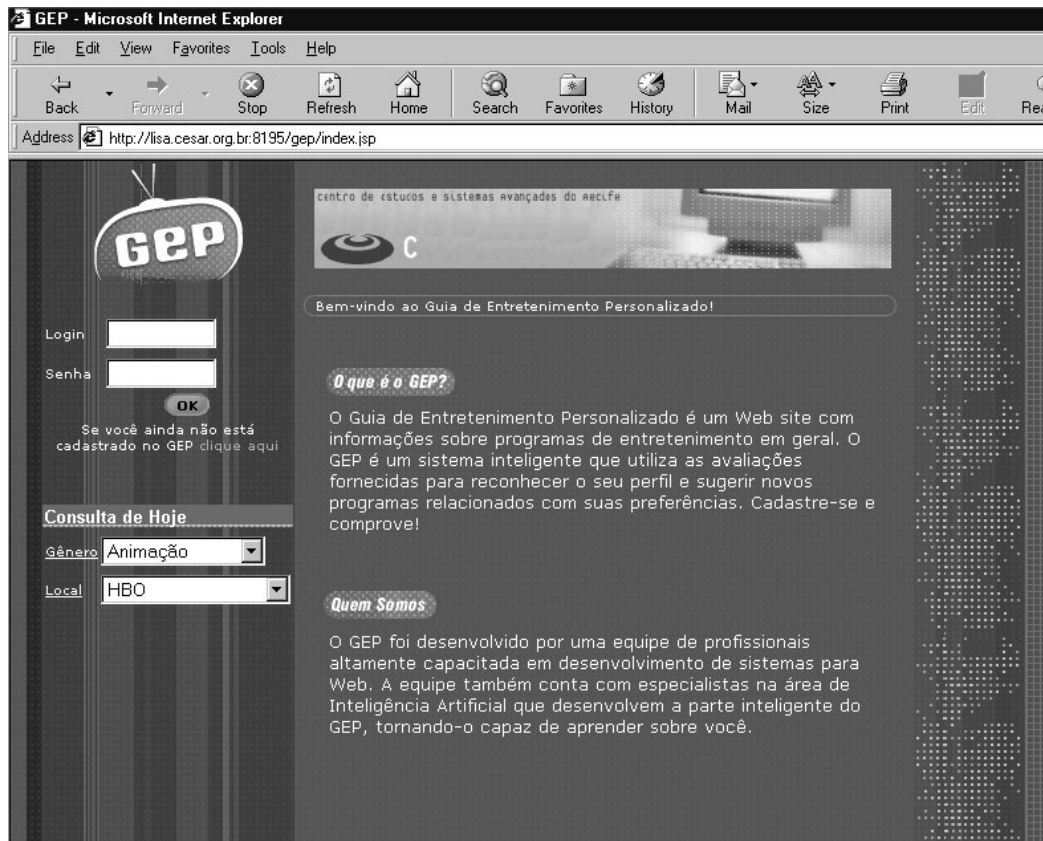 GEP - Microsoft Internet Explorer
File Edit View Favorites Tools Help
Back Forward Stop Refresh Home Search Favorites History Mail Size Print Edit
Address http://lisa.cesar.org.br:8195/gep/index.jsp
GEP
centro de estudos e sistemas avançados do recife
C
Bem-vindo ao Guia de Entretenimento Personalizado!
Login
Senha
OK
Se você ainda não está
cadastrado no GEP clique aqui
Consulta de Hoje
Gênero Animação
Local HBO
O que é o GEP?
O Guia de Entretenimento Personalizado é um Web site com
informações sobre programas de entretenimento em geral. O
GEP é um sistema inteligente que utiliza as avaliações
fornecidas para reconhecer o seu perfil e sugerir novos
programas relacionados com suas preferências. Cadastre-se e
comprove!
Quem Somos
O GEP foi desenvolvido por uma equipe de profissionais
altamente capacitada em desenvolvimento de sistemas para
Web. A equipe também conta com especialistas na área de
Inteligência Artificial que desenvolvem a parte inteligente do
GEP, tornando-o capaz de aprender sobre você.